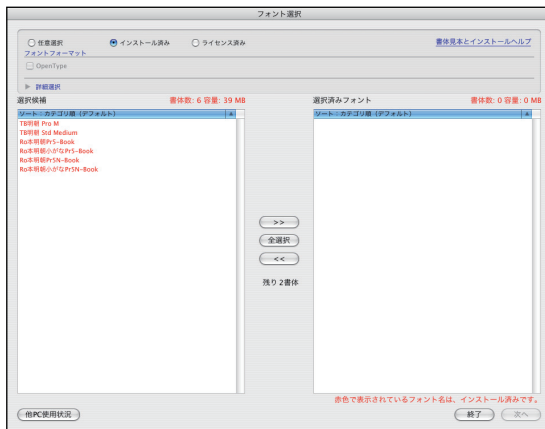 フォント選択
任意選択 インストール済み ライセンス済み 書体見本とインストールヘルプ
フォントフォーマット
OpenType
詳細選択
選択候補 書体数: 6 容量: 39 MB 選択済みフォント 書体数: 0 容量: 0 MB
ソート：カテゴリ順（デフォルト） ソート：カテゴリ順（デフォルト）
TB明朝 Pro M
TB明朝 Std Medium
Ro本明朝Pr5-Book
Ro本明朝小がなPr5-Book
Ro本明朝Pr5N-Book
Ro本明朝小がなPr5N-Book
>>
全選択
<<
残り 2書体
赤色で表示されているフォント名は、インストール済みです。
他PC使用状況 終了 次へ